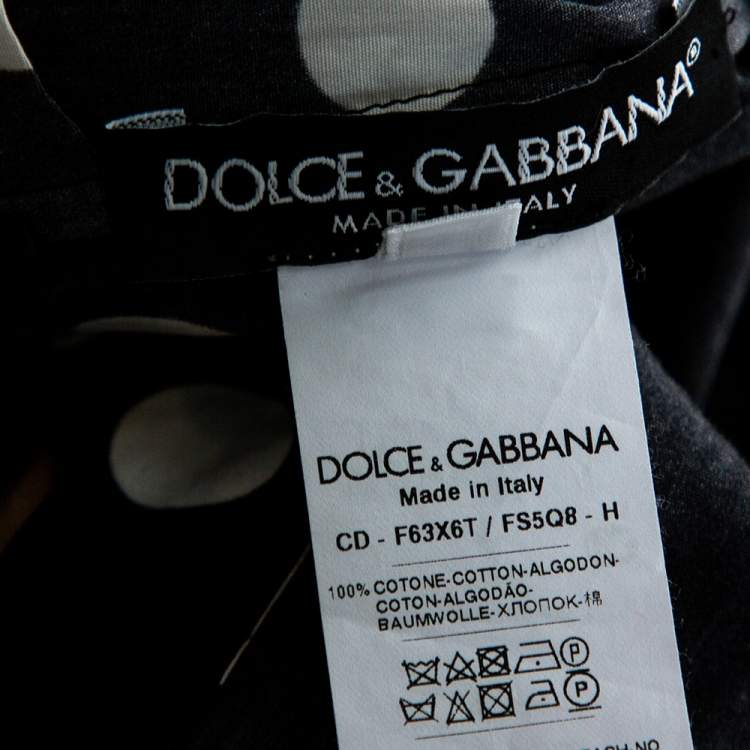 DOLCE & GABBANA®
MADE IN ITALY
DOLCE & GABBANA
Made in Italy
CD - F63X6T / FS5Q8 - H
100% COTONE-COTTON-ALGODON-
COTON-ALGODÃO-
BAUMWOLLE-ХЛОПОК-棉
P
P